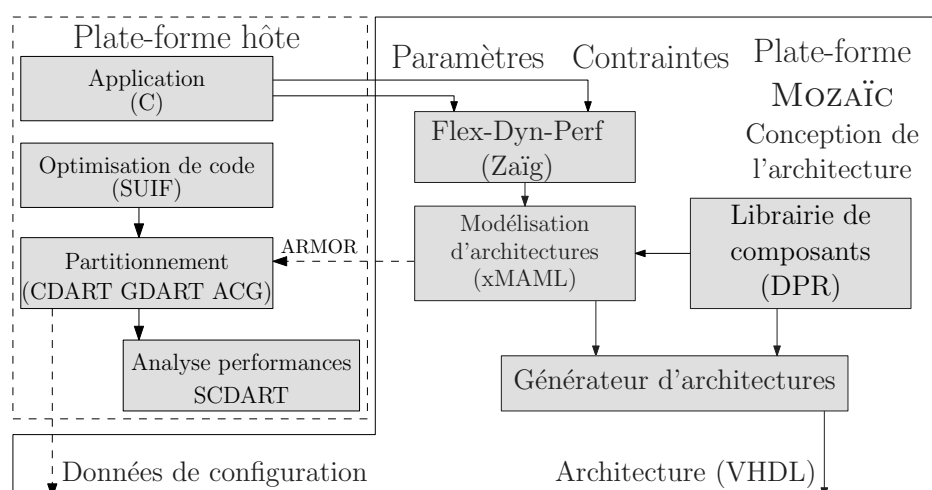 Plate-forme hôte
Application
(C)
Optimisation de code
(SUIF)
Partitionnement
(CDART GDART ACG)
Analyse performances
SCDART
Données de configuration
ARMOR
Paramètres
Contraintes
Plate-forme
MOZAÏC
Conception de
l'architecture
Flex-Dyn-Perf
(Zaïg)
Modélisation
d'architectures
(xMAML)
Librairie de
composants
(DPR)
Générateur d'architectures
Architecture (VHDL)